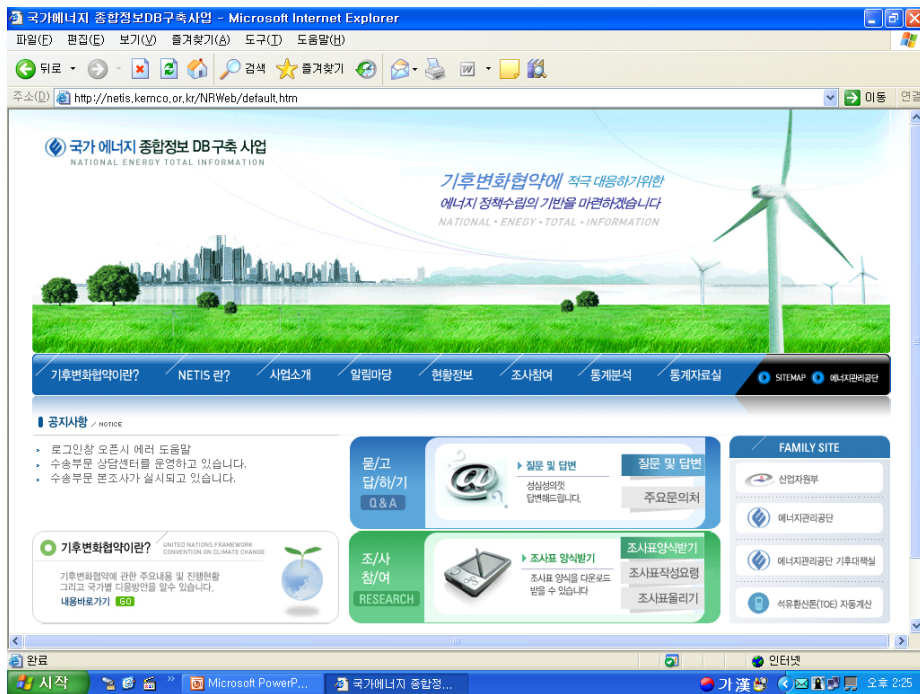 국가에너지 종합정보DB구축사업 - Microsoft Internet Explorer
파일(F) 편집(E) 보기(V) 즐겨찾기(A) 도구(T) 도움말(H)
뒤로 검색 즐겨찾기
주소(D) http://netis.kemco.or.kr/NRWeb/default.htm 이동 연결
국가 에너지 종합정보 DB 구축 사업
NATIONAL ENERGY TOTAL INFORMATION
기후변화협약에 적극 대응하기위한
에너지 정책수립의 기반을 마련하겠습니다
NATIONAL · ENEGY · TOTAL · INFORMATION
기후변화협약이란? NETIS 란? 사업소개 알림마당 현황정보 조사참여 통계분석 통계자료실 SITEMAP 에너지관리공단
공지사항 / NOTICE
로그인창 오픈시 에러 도움말
수송부문 상담센터를 운영하고 있습니다.
수송부문 본조사가 실시되고 있습니다.
기후변화협약이란?
UNITED NATIONS FRAMEWORK
CONVENTION ON CLIMATE CHANGE
기후변화협약에 관한 주요내용 및 진행현황
그리고 국가별 디응방안을 알수 있습니다.
내용바로가기 GO
묻/고
답/하/기
Q&A
질문 및 답변
성심성의껏
답변해드립니다.
질문 및 답변
주요문의처
조/사
참/여
RESEARCH
조사표 양식받기
조사표 양식을 다운로드
받을 수 있습니다
조사표양식받기
조사표작성요령
조사표올리기
FAMILY SITE
산업자원부
에너지관리공단
에너지관리공단 기후대책실
석유환산톤(TOE) 자동계산
완료 인터넷
시작 Microsoft PowerP... 국가에너지 종합정... 가 漢 오후 2:25